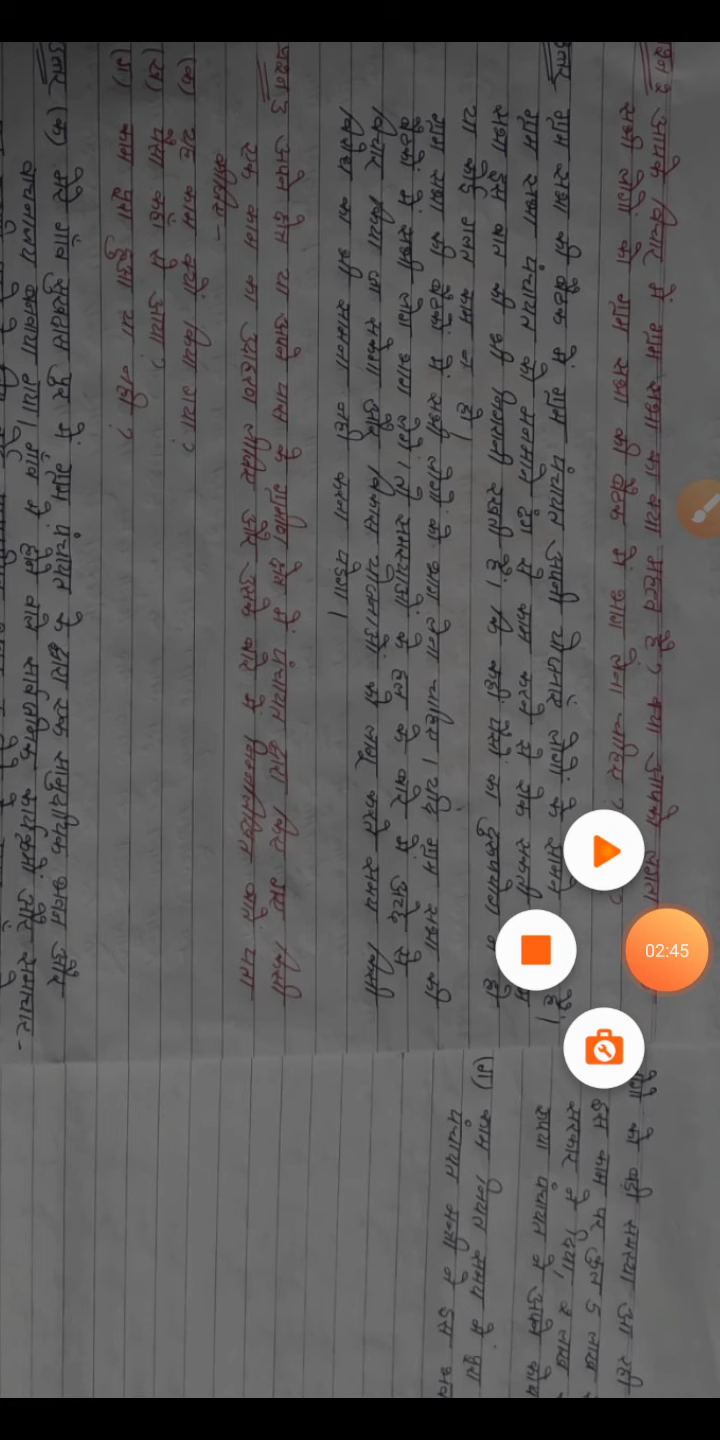 प्रश्न 2 आपके विचार में ग्राम सभा का क्या महत्व है? क्या आपको लगता
सभी लोगों को ग्राम सभा की बैठक में भाग लेना चाहिए?
उत्तर ग्राम सभा की बैठक में ग्राम पंचायत अपनी योजनाएं लोगों के सामने है।
ग्राम सभा पंचायत को मनमाने ढंग से काम करने से रोक सकती
सभा इस बात की भी निगरानी रखती है। कि कहीं पैसों का दुरुपयोग न हो
या कोई गलत काम न हो।
ग्राम सभा की बैठकों में सभी लोगों को भाग लेना चाहिए। यदि ग्राम सभा की
बैठकों में सभी लोग भाग लेंगे। तो समस्याओं के हल के बारे में अच्छे से
विचार किया जा सकेगा और विकास योजनाओं को लागू करते समय किसी
विरोध का भी सामना नहीं करना पड़ेगा।
प्रश्न 3 अपने क्षेत्र या अपने पास के ग्रामीण क्षेत्र में पंचायत द्वारा किए गए किसी
एक काम का उदाहरण लीजिए और उसके बारे में निम्नलिखित बातें पता
कीजिए-
(क) यह काम क्यों किया गया?
(ख) पैसा कहाँ से आया?
(ग) काम पूरा हुआ या नहीं?
उत्तर (क) मेरे गाँव में ग्राम पंचायत के द्वारा एक सामुदायिक भवन और
वाचनालय बनवाया गया। गाँव में होने वाले सार्वजनिक कार्यक्रमों और समाचार-
को बड़ी समस्या आ रही
इस काम पर कुल 5 लाख
सरकार ने दिया, 2 लाख
रुपया पंचायत ने अपने कोष
(ग) काम नियत समय में पूरा
पंचायत मन्त्री ने इस भव
02:45